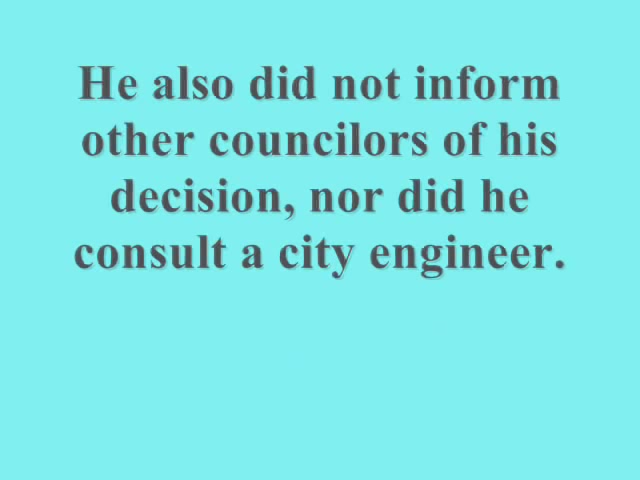 He also did not inform
other councilors of his
decision, nor did he
consult a city engineer.